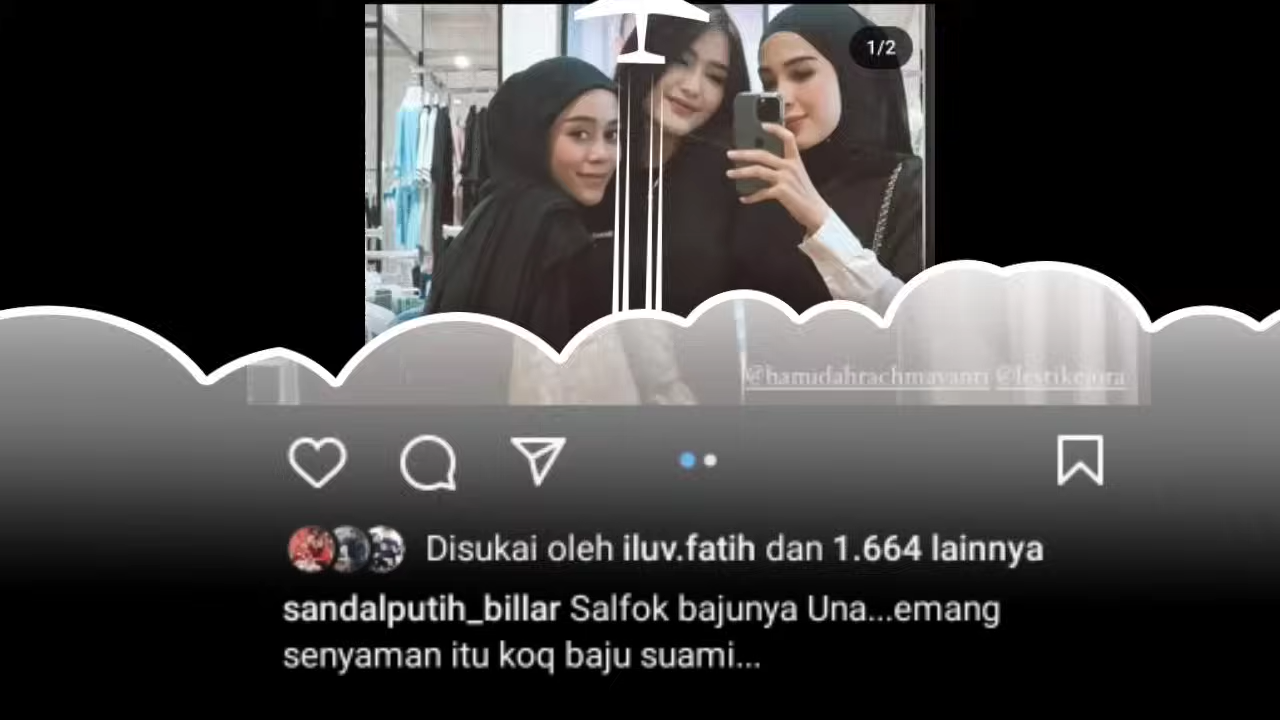 1/2
@hamidahrachmayanti @lestikejora
Disukai oleh iluv.fatih dan 1.664 lainnya
sandalputih_billar Salfok bajunya Una...emang
senyaman itu koq baju suami...